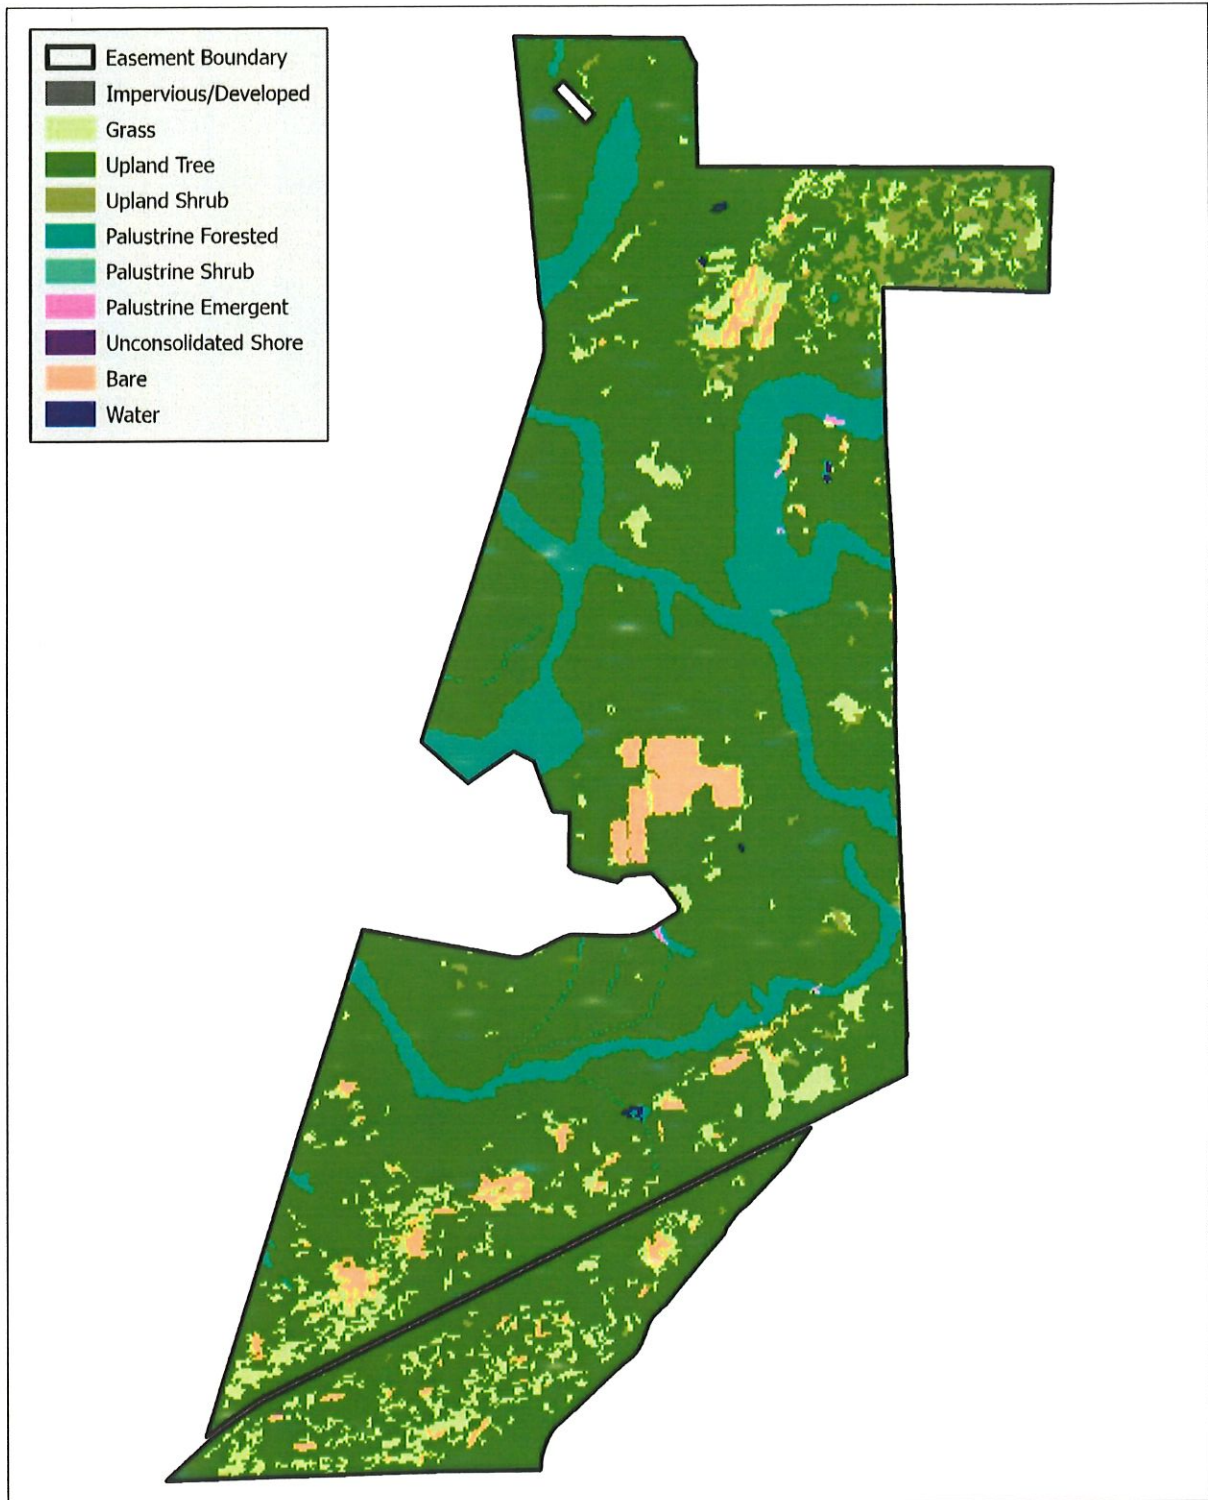 Easement Boundary
Impervious/Developed
Grass
Upland Tree
Upland Shrub
Palustrine Forested
Palustrine Shrub
Palustrine Emergent
Unconsolidated Shore
Bare
Water